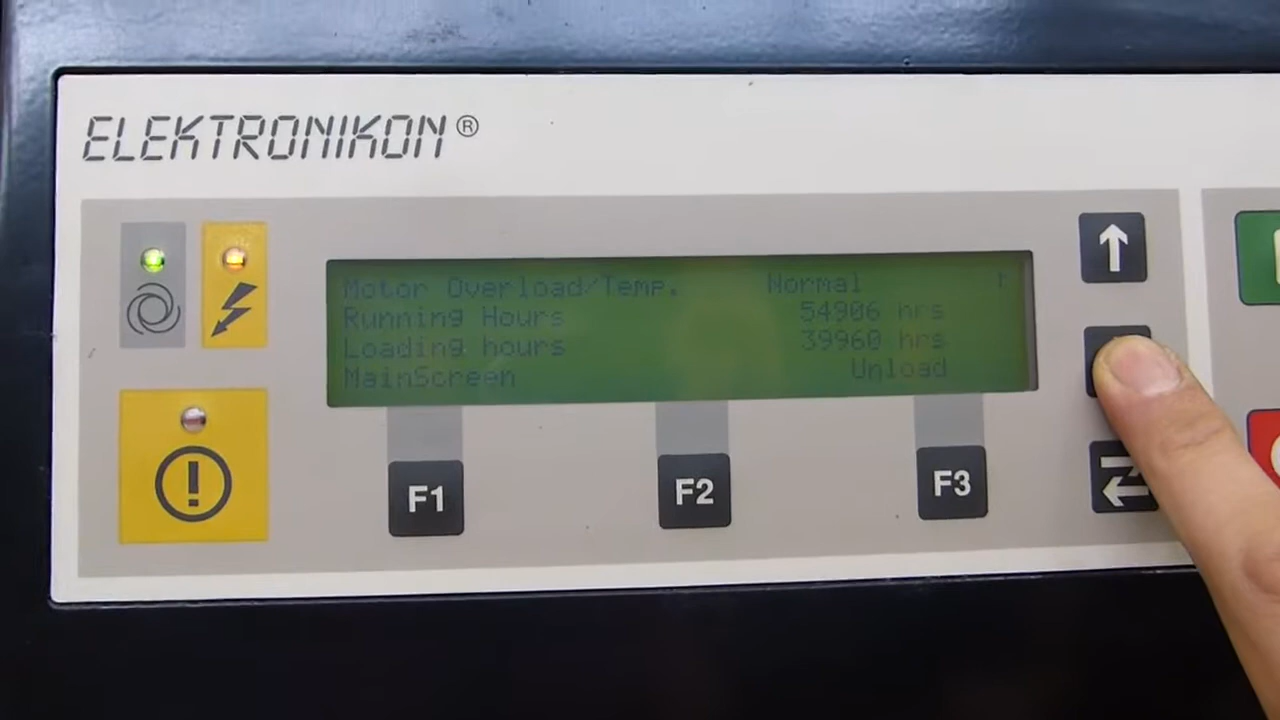 ELEKTRONIKON®
Motor Overload/Temp. Normal
Running Hours 54906 hrs
Loading hours 39960 hrs
MainScreen Unload
F1 F2 F3